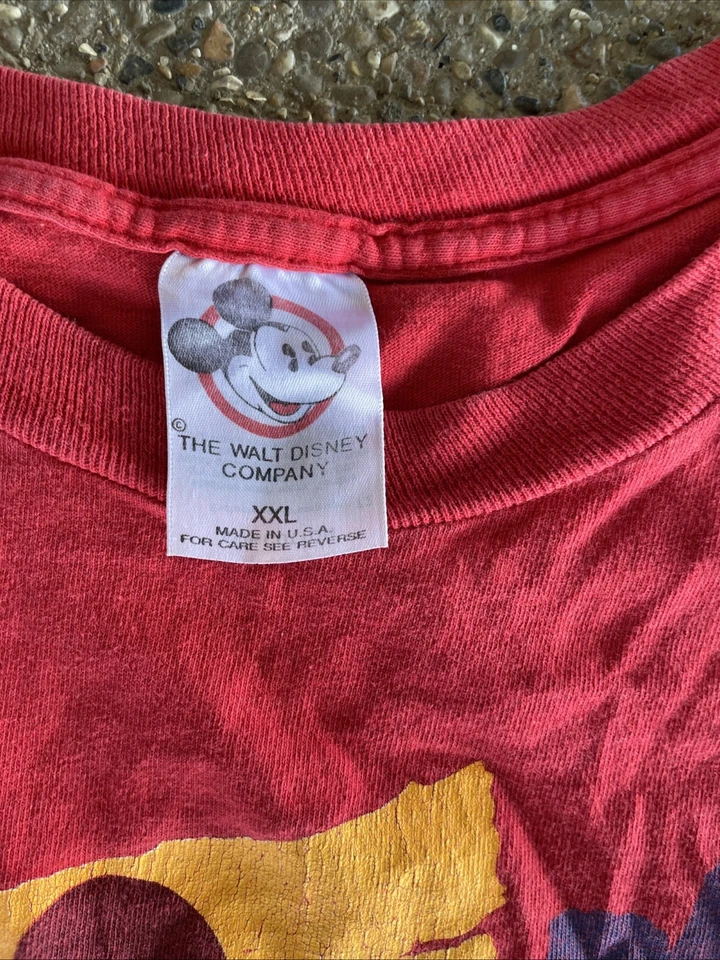 ©
THE WALT DISNEY
COMPANY
XXL
MADE IN U.S.A.
FOR CARE SEE REVERSE